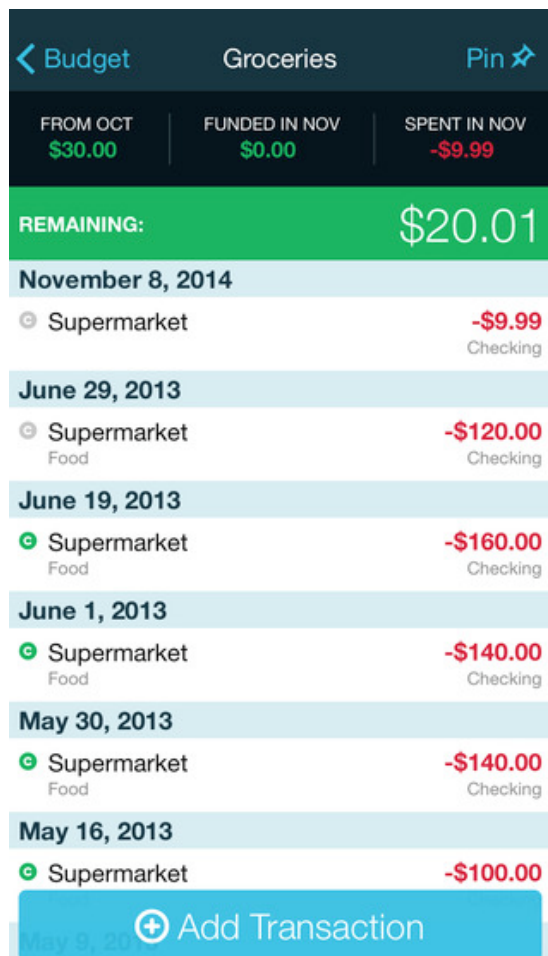 Budget Groceries Pin
FROM OCT FUNDED IN NOV SPENT IN NOV
$30.00 $0.00 -$9.99
REMAINING: $20.01
November 8, 2014
C Supermarket -$9.99
Checking
June 29, 2013
C Supermarket -$120.00
Food Checking
June 19, 2013
C Supermarket -$160.00
Food Checking
June 1, 2013
C Supermarket -$140.00
Food Checking
May 30, 2013
C Supermarket -$140.00
Food Checking
May 16, 2013
C Supermarket -$100.00
Add Transaction
May 9, 2013